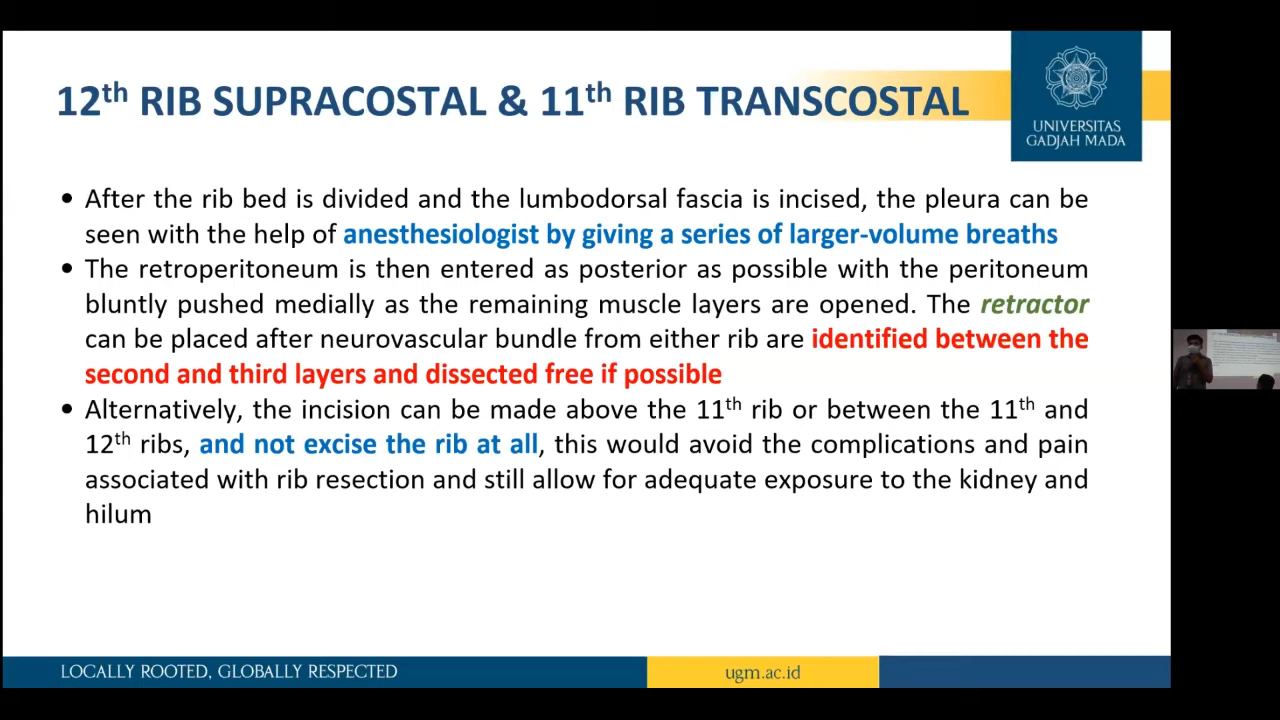 12th RIB SUPRACOSTAL & 11th RIB TRANSCOSTAL
UNIVERSITAS
GADJAH MADA
• After the rib bed is divided and the lumbodorsal fascia is incised, the pleura can be
seen with the help of anesthesiologist by giving a series of larger-volume breaths
• The retroperitoneum is then entered as posterior as possible with the peritoneum
bluntly pushed medially as the remaining muscle layers are opened. The retractor
can be placed after neurovascular bundle from either rib are identified between the
second and third layers and dissected free if possible
• Alternatively, the incision can be made above the 11th rib or between the 11th and
12th ribs, and not excise the rib at all, this would avoid the complications and pain
associated with rib resection and still allow for adequate exposure to the kidney and
hilum
LOCALLY ROOTED, GLOBALLY RESPECTED
ugm.ac.id